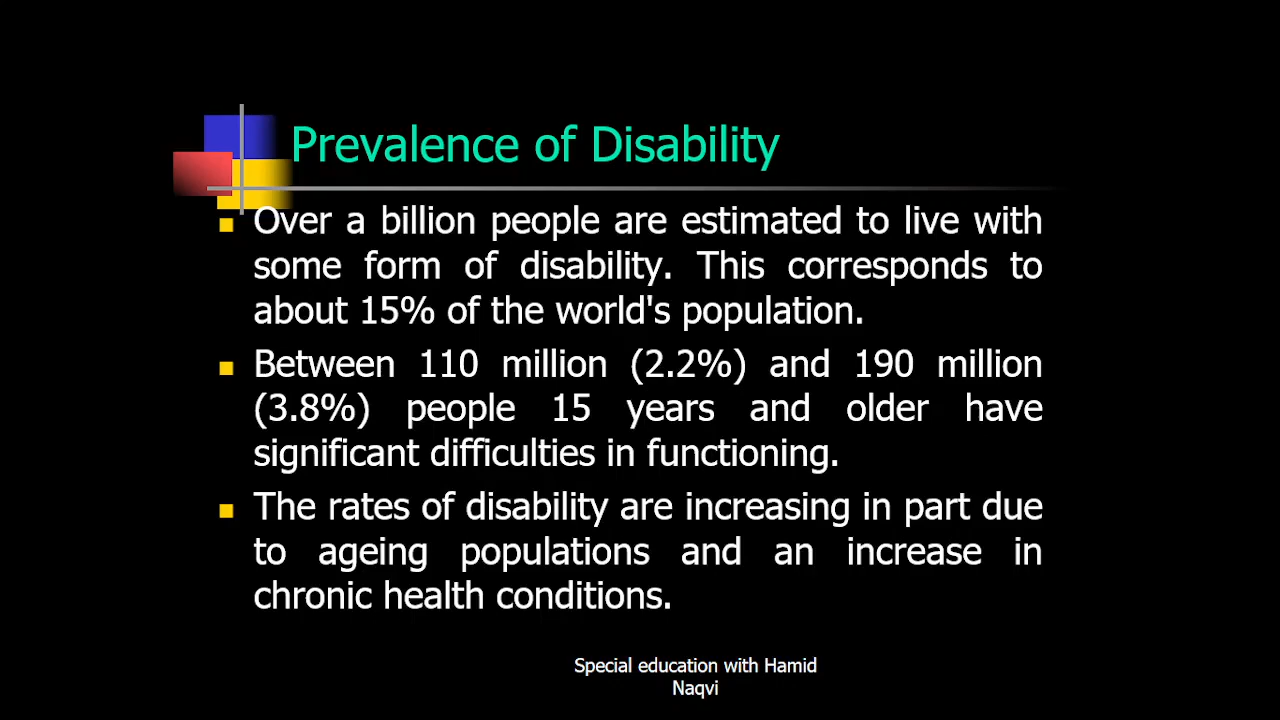 Prevalence of Disability
Over a billion people are estimated to live with
some form of disability. This corresponds to
about 15% of the world's population.
Between 110 million (2.2%) and 190 million
(3.8%) people 15 years and older have
significant difficulties in functioning.
The rates of disability are increasing in part due
to ageing populations and an increase in
chronic health conditions.
Special education with Hamid
Naqvi